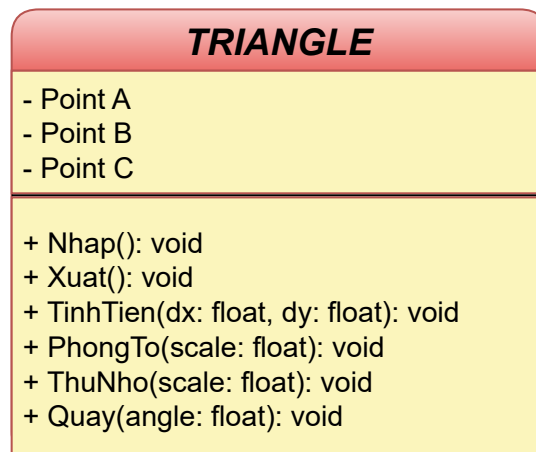 TRIANGLE
- Point A
- Point B
- Point C
+ Nhap(): void
+ Xuat(): void
+ TinhTien(dx: float, dy: float): void
+ PhongTo(scale: float): void
+ ThuNho(scale: float): void
+ Quay(angle: float): void